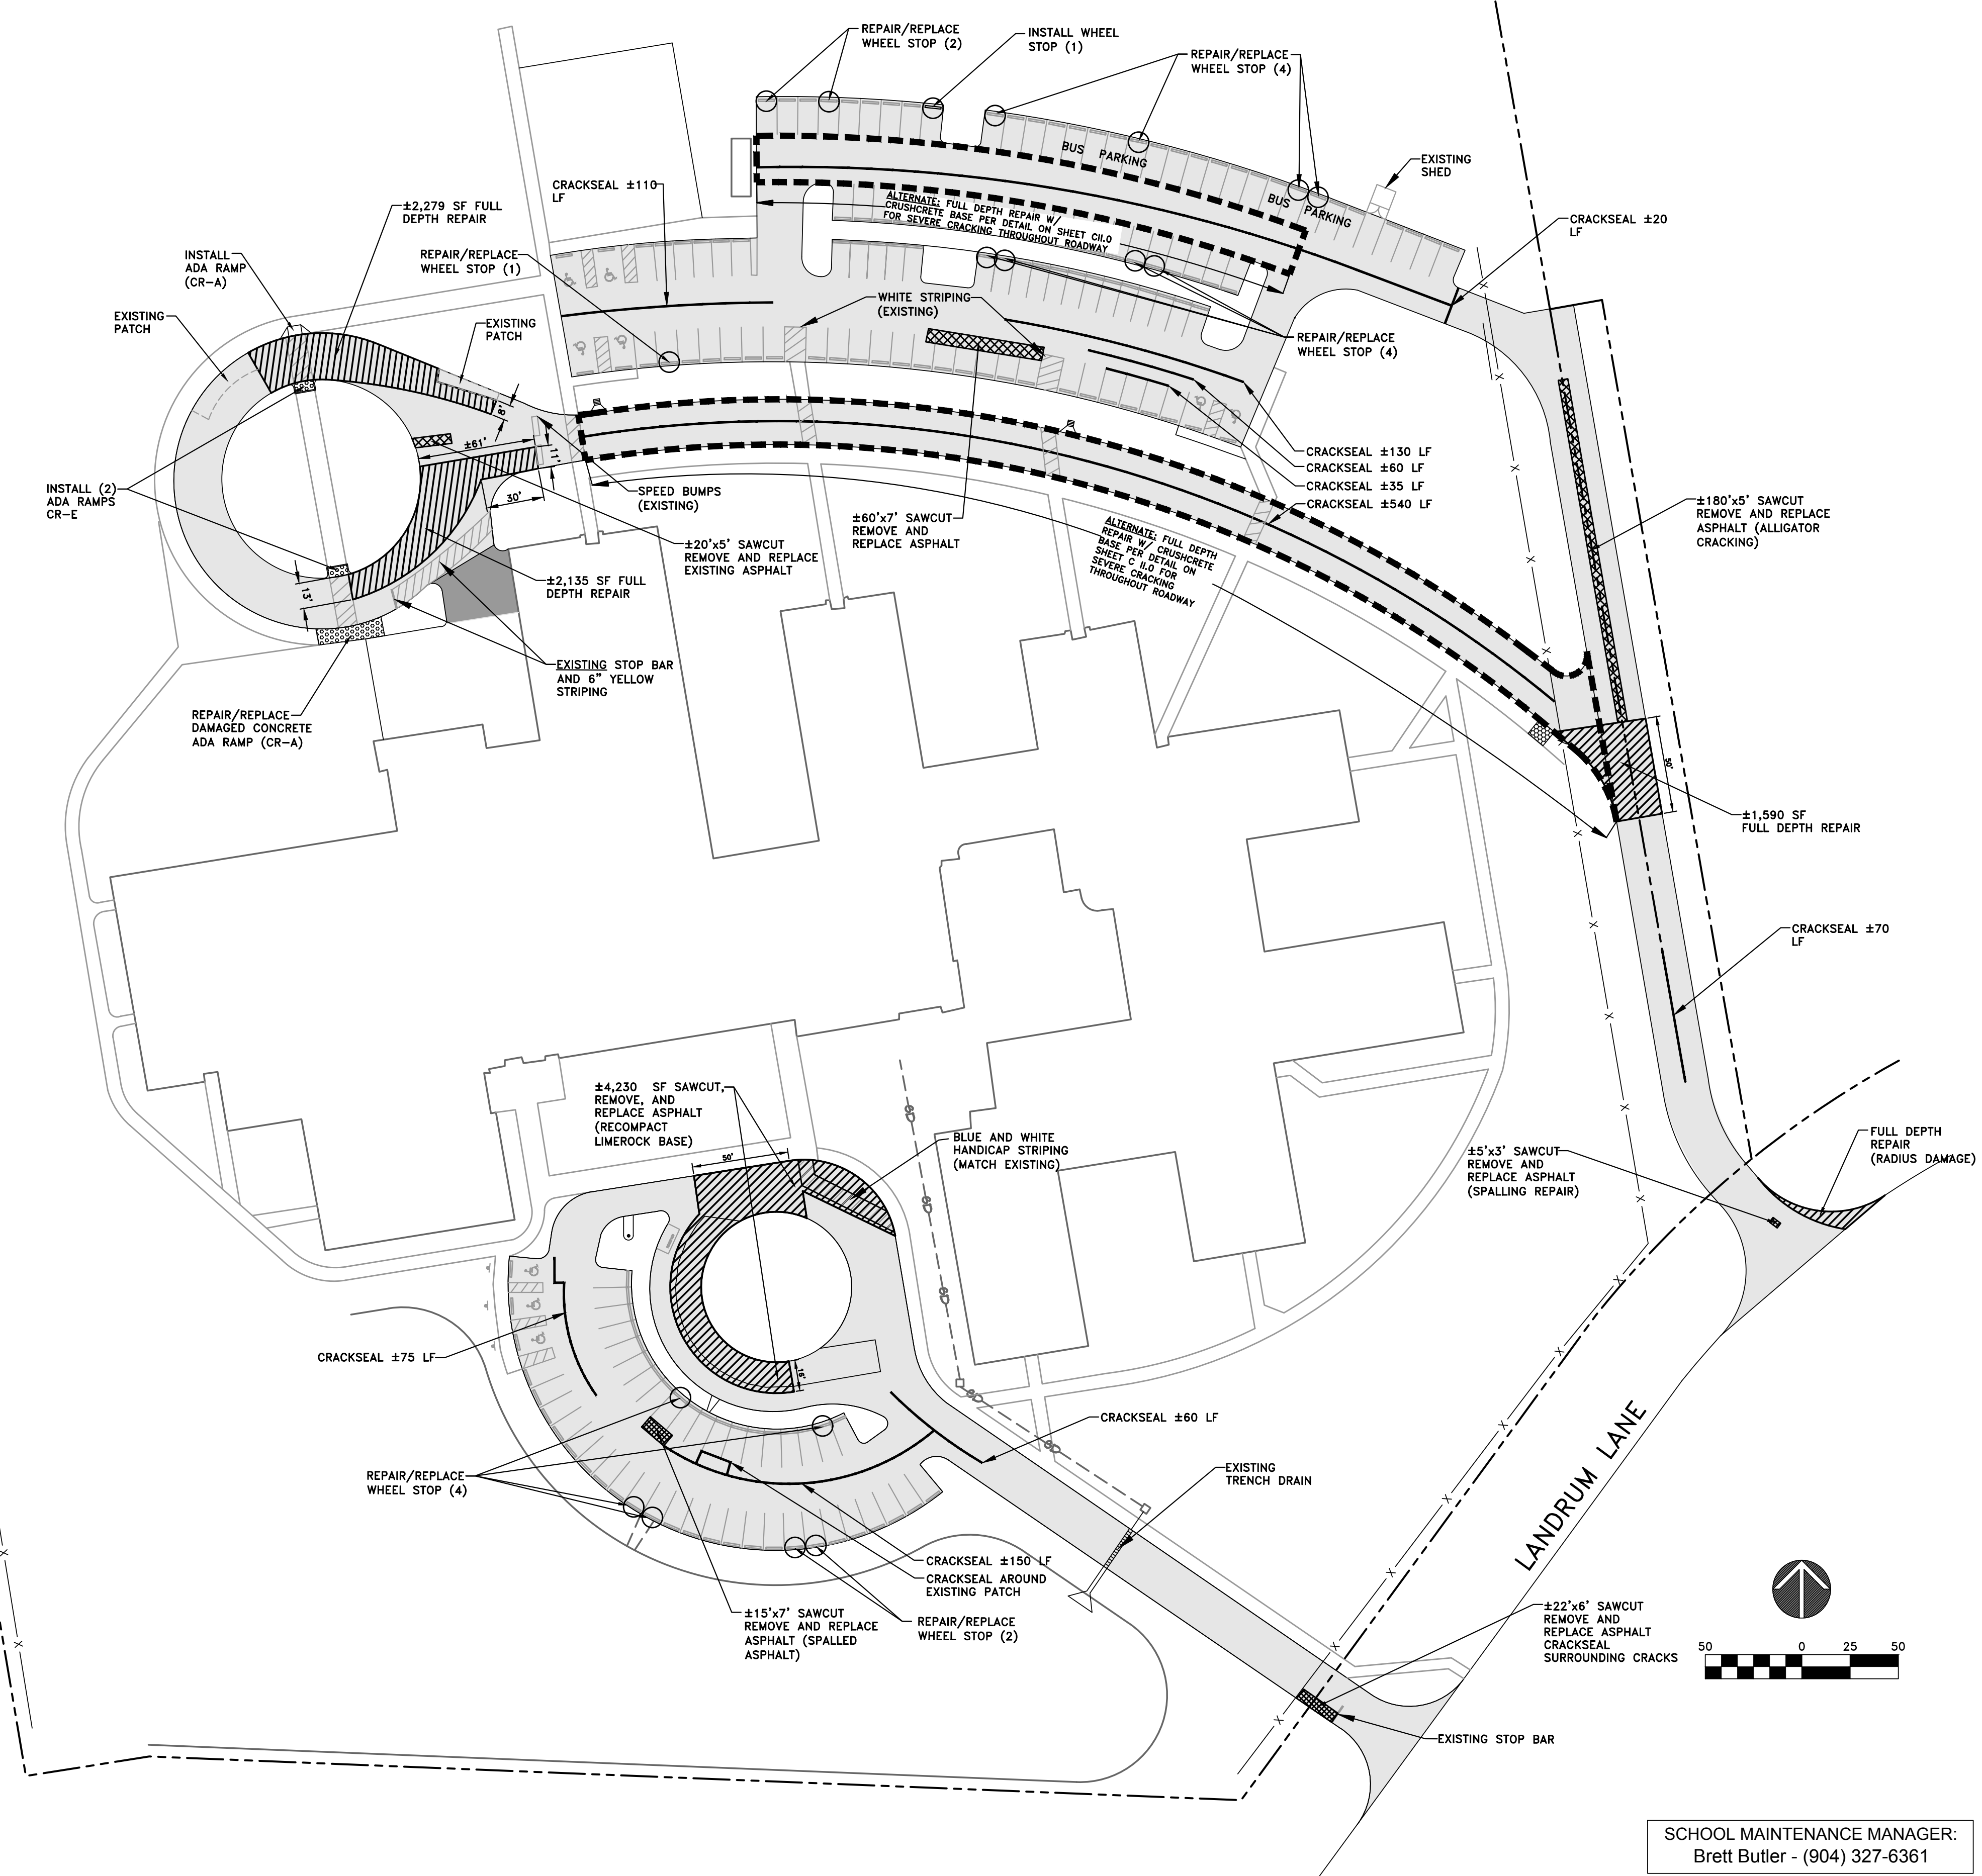 REPAIR/REPLACE
WHEEL STOP (2)
INSTALL WHEEL
STOP (1)
REPAIR/REPLACE
WHEEL STOP (4)
BUS PARKING
BUS PARKING
EXISTING
SHED
CRACKSEAL ±110
LF
±2,279 SF FULL
DEPTH REPAIR
ALTERNATE: FULL DEPTH REPAIR W/
CRUSHCRETE BASE PER DETAIL ON SHEET C11.0
FOR SEVERE CRACKING THROUGHOUT ROADWAY
CRACKSEAL ±20
LF
INSTALL
ADA RAMP
(CR-A)
REPAIR/REPLACE
WHEEL STOP (1)
WHITE STRIPING
(EXISTING)
EXISTING
PATCH
EXISTING
PATCH
REPAIR/REPLACE
WHEEL STOP (4)
8'
±61'
11'
30'
13'
INSTALL (2)
ADA RAMPS
CR-E
SPEED BUMPS
(EXISTING)
CRACKSEAL ±130 LF
CRACKSEAL ±60 LF
CRACKSEAL ±35 LF
CRACKSEAL ±540 LF
±180'x5' SAWCUT
REMOVE AND REPLACE
ASPHALT (ALLIGATOR
CRACKING)
±60'x7' SAWCUT
REMOVE AND
REPLACE ASPHALT
±20'x5' SAWCUT
REMOVE AND REPLACE
EXISTING ASPHALT
ALTERNATE: FULL DEPTH
REPAIR W/ CRUSHCRETE
BASE PER DETAIL ON
SHEET C 11.0 FOR
SEVERE CRACKING
THROUGHOUT ROADWAY
±2,135 SF FULL
DEPTH REPAIR
EXISTING STOP BAR
AND 6" YELLOW
STRIPING
REPAIR/REPLACE
DAMAGED CONCRETE
ADA RAMP (CR-A)
50'
±1,590 SF
FULL DEPTH REPAIR
CRACKSEAL ±70
LF
±4,230 SF SAWCUT,
REMOVE, AND
REPLACE ASPHALT
(RECOMPACT
LIMEROCK BASE)
50'
BLUE AND WHITE
HANDICAP STRIPING
(MATCH EXISTING)
±5'x3' SAWCUT
REMOVE AND
REPLACE ASPHALT
(SPALLING REPAIR)
FULL DEPTH
REPAIR
(RADIUS DAMAGE)
CRACKSEAL ±75 LF
16'
CRACKSEAL ±60 LF
REPAIR/REPLACE
WHEEL STOP (4)
EXISTING
TRENCH DRAIN
LANDRUM LANE
CRACKSEAL ±150 LF
CRACKSEAL AROUND
EXISTING PATCH
±15'x7' SAWCUT
REMOVE AND REPLACE
ASPHALT (SPALLED
ASPHALT)
REPAIR/REPLACE
WHEEL STOP (2)
±22'x6' SAWCUT
REMOVE AND
REPLACE ASPHALT
CRACKSEAL
SURROUNDING CRACKS
50 0 25 50
EXISTING STOP BAR
SCHOOL MAINTENANCE MANAGER:
Brett Butler - (904) 327-6361